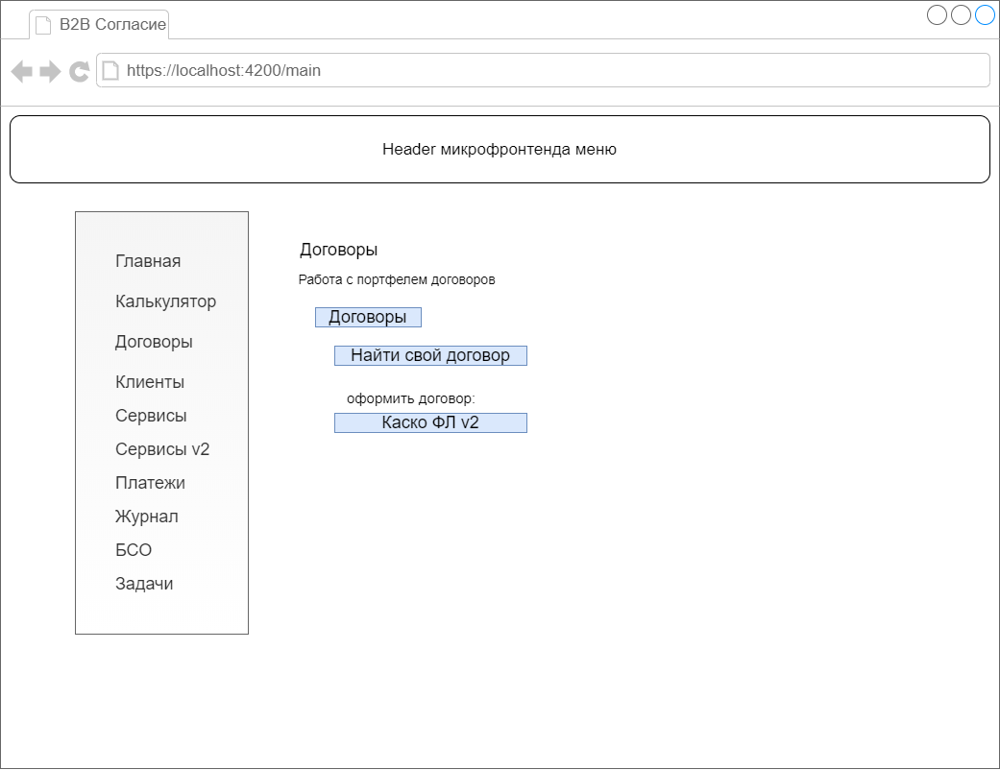 B2B Согласие
https://localhost:4200/main
Header микрофронтенда меню
Главная
Калькулятор
Договоры
Клиенты
Сервисы
Сервисы v2
Платежи
Журнал
БСО
Задачи
Договоры
Работа с портфелем договоров
Договоры
Найти свой договор
оформить договор:
Каско ФЛ v2